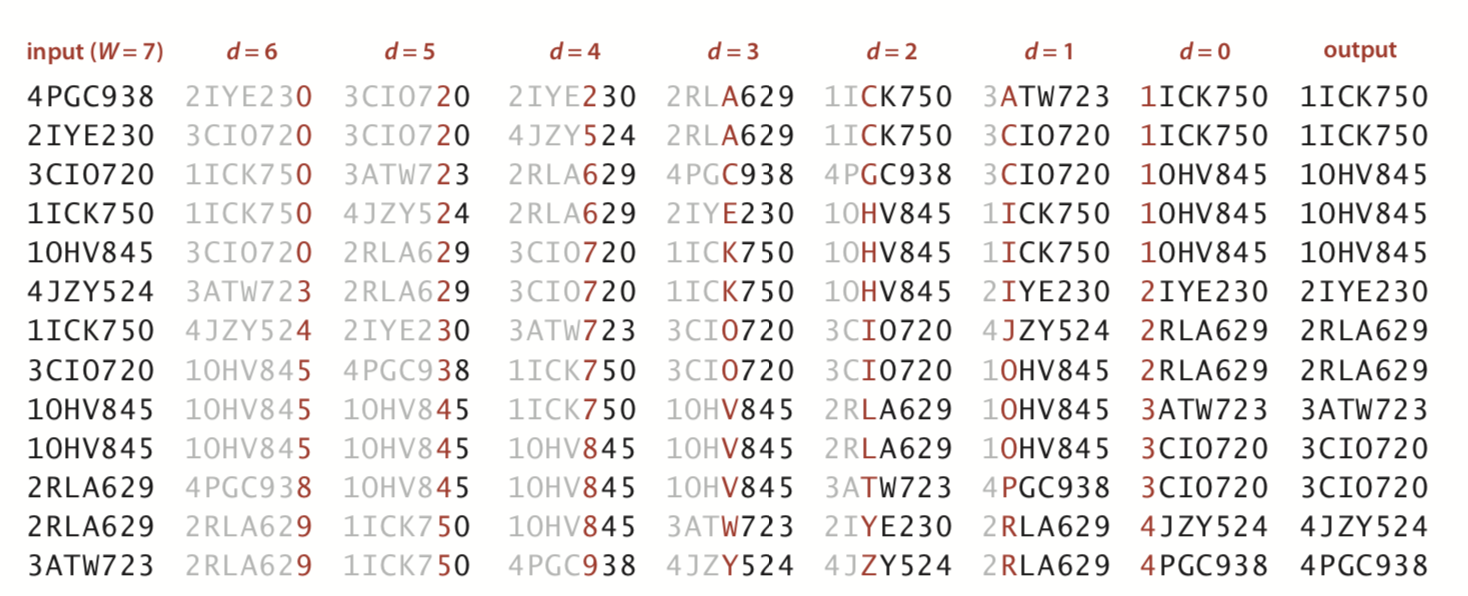 input (W = 7) d = 6 d = 5 d = 4 d = 3 d = 2 d = 1 d = 0 output
4PGC938 2IYE230 3CIO720 2IYE230 2RLA629 1ICK750 3ATW723 1ICK750 1ICK750
2IYE230 3CIO720 3CIO720 4JZY524 2RLA629 1ICK750 3CIO720 1ICK750 1ICK750
3CIO720 1ICK750 3ATW723 2RLA629 4PGC938 4PGC938 3CIO720 1OHV845 1OHV845
1ICK750 1ICK750 4JZY524 2RLA629 2IYE230 1OHV845 1ICK750 1OHV845 1OHV845
1OHV845 3CIO720 2RLA629 3CIO720 1ICK750 1OHV845 1ICK750 1OHV845 1OHV845
4JZY524 3ATW723 2RLA629 3CIO720 1ICK750 1OHV845 2IYE230 2IYE230 2IYE230
1ICK750 4JZY524 2IYE230 3ATW723 3CIO720 3CIO720 4JZY524 2RLA629 2RLA629
3CIO720 1OHV845 4PGC938 1ICK750 3CIO720 3CIO720 1OHV845 2RLA629 2RLA629
1OHV845 1OHV845 1OHV845 1ICK750 1OHV845 2RLA629 1OHV845 3ATW723 3ATW723
1OHV845 1OHV845 1OHV845 1OHV845 1OHV845 2RLA629 1OHV845 3CIO720 3CIO720
2RLA629 4PGC938 1OHV845 1OHV845 1OHV845 3ATW723 4PGC938 3CIO720 3CIO720
2RLA629 2RLA629 1ICK750 1OHV845 3ATW723 2IYE230 2RLA629 4JZY524 4JZY524
3ATW723 2RLA629 1ICK750 4PGC938 4JZY524 4JZY524 2RLA629 4PGC938 4PGC938